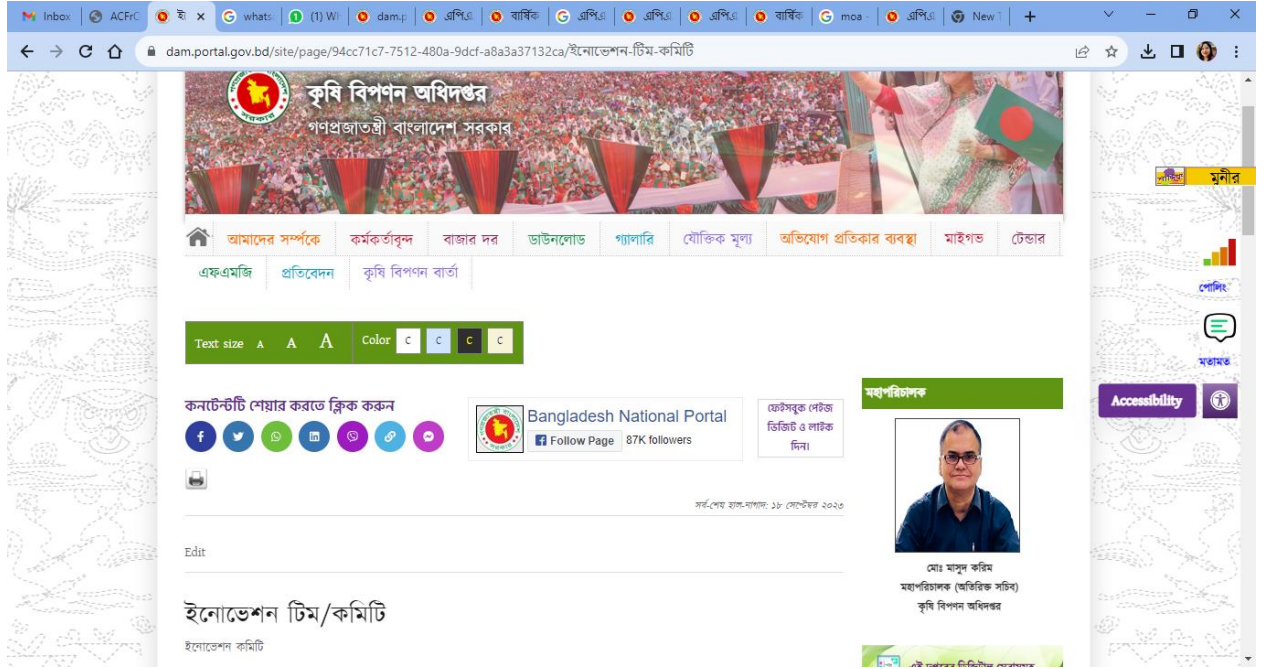 Inbox
ACFrC
ই
whats
(1) Wh
dam.p
এপিএ
বার্ষিক
এপিএ
এপিএ
এপিএ
বার্ষিক
moa -
এপিএ
New T
dam.portal.gov.bd/site/page/94cc71c7-7512-480a-9dcf-a8a3a37132ca/ইনোভেশন-টিম-কমিটি
কৃষি বিপণন অধিদপ্তর
গণপ্রজাতন্ত্রী বাংলাদেশ সরকার
মুনীর
আমাদের সর্ম্পকে কর্মকর্তাবৃন্দ বাজার দর ডাউনলোড গ্যালারি যৌক্তিক মূল্য অভিযোগ প্রতিকার ব্যবস্থা মাইগভ টেন্ডার
এফএমজি প্রতিবেদন কৃষি বিপণন বার্তা
পোলিং
মতামত
Text size A A A Color C C C C
মহাপরিচালক
Accessibility
কনটেন্টটি শেয়ার করতে ক্লিক করুন
Bangladesh National Portal
Follow Page 87K followers
ফেইসবুক পেইজ
ভিজিট ও লাইক
দিন।
সর্ব-শেষ হাল-নাগাদ: ১৮ সেপ্টেম্বর ২০২৩
Edit
মোঃ মাসুদ করিম
মহাপরিচালক (অতিরিক্ত সচিব)
কৃষি বিপণন অধিদপ্তর
ইনোভেশন টিম/কমিটি
ইনোভেশন কমিটি